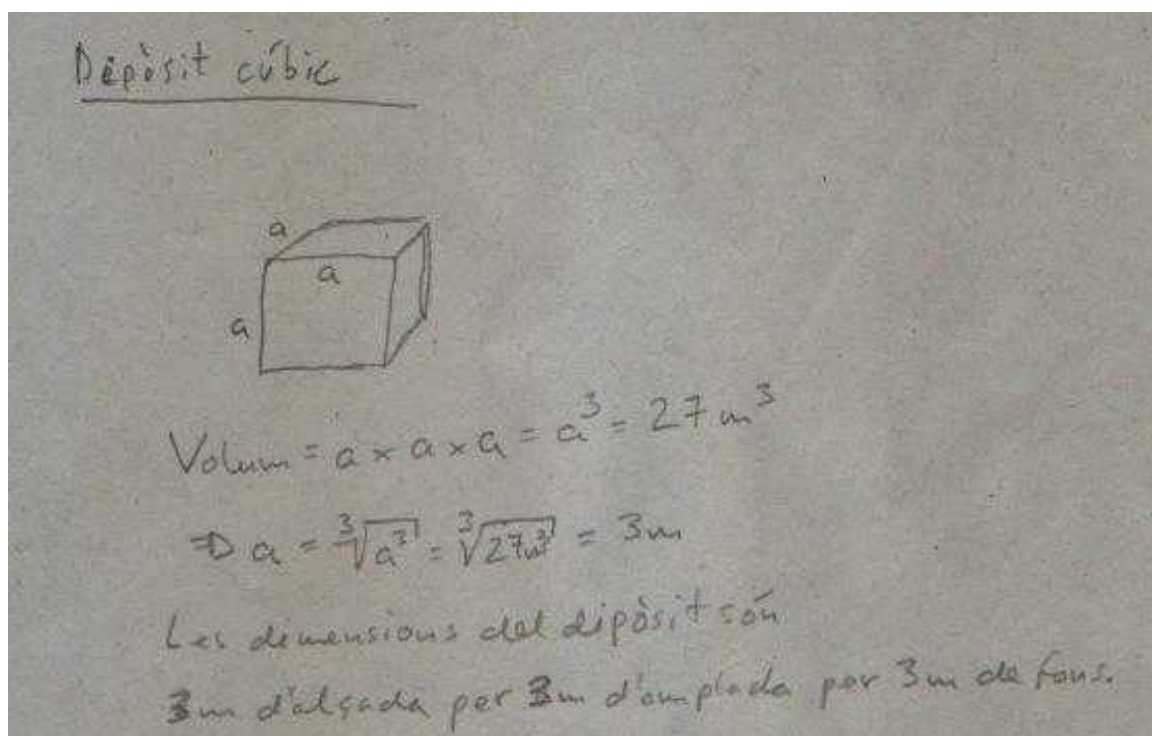 Dipòsit cúbic
a
a
a
Volum = a × a × a = a³ = 27 m³
⇒ a = ∛a³ = ∛27m³ = 3m
Les dimensions del dipòsit són
3m d'alçada per 3m d'amplada per 3m de fons.